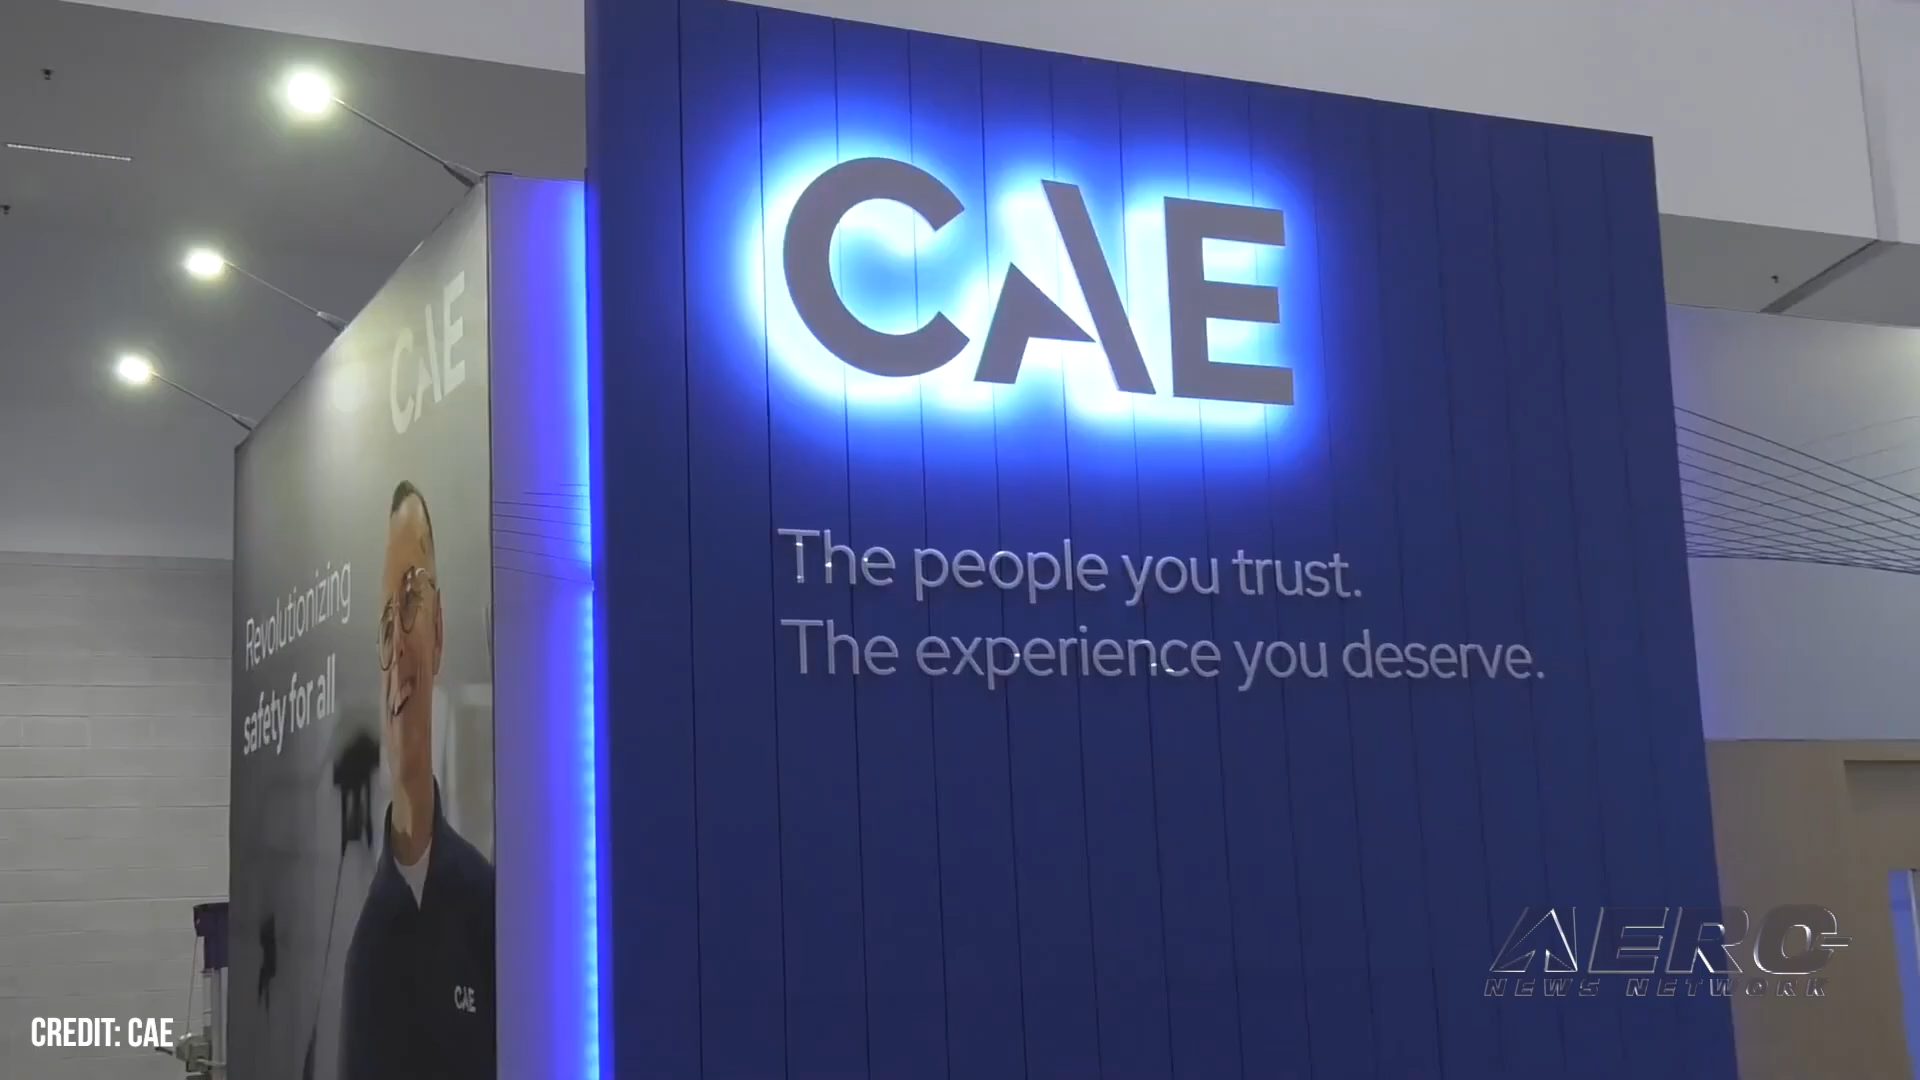 CAE
The people you trust.
The experience you deserve.
CAE
Revolutionizing
safety for all
CAE
AERO
NEWS NETWORK
CREDIT: CAE